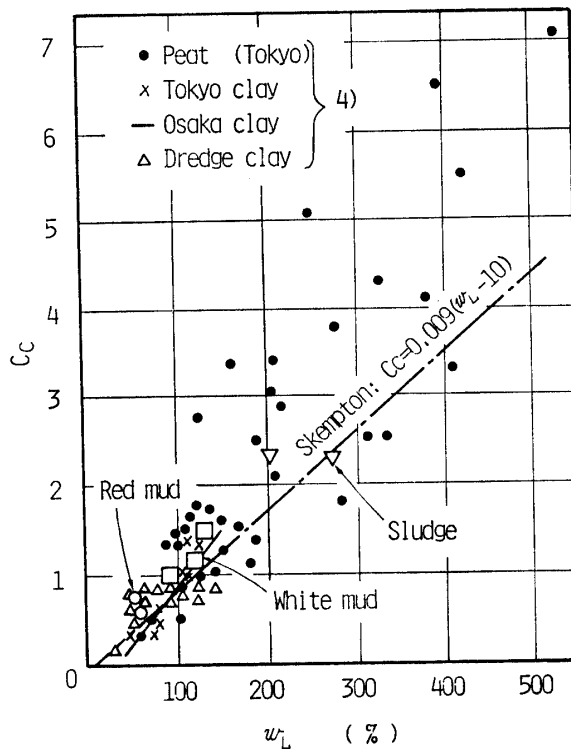 7
● Peat (Tokyo)
× Tokyo clay
— Osaka clay
△ Dredge clay
4)
6
5
4
3
2
1
0
Cc
Skempton: Cc=0.009(wL-10)
Red mud
Sludge
White mud
100 200 300 400 500
wL (%)